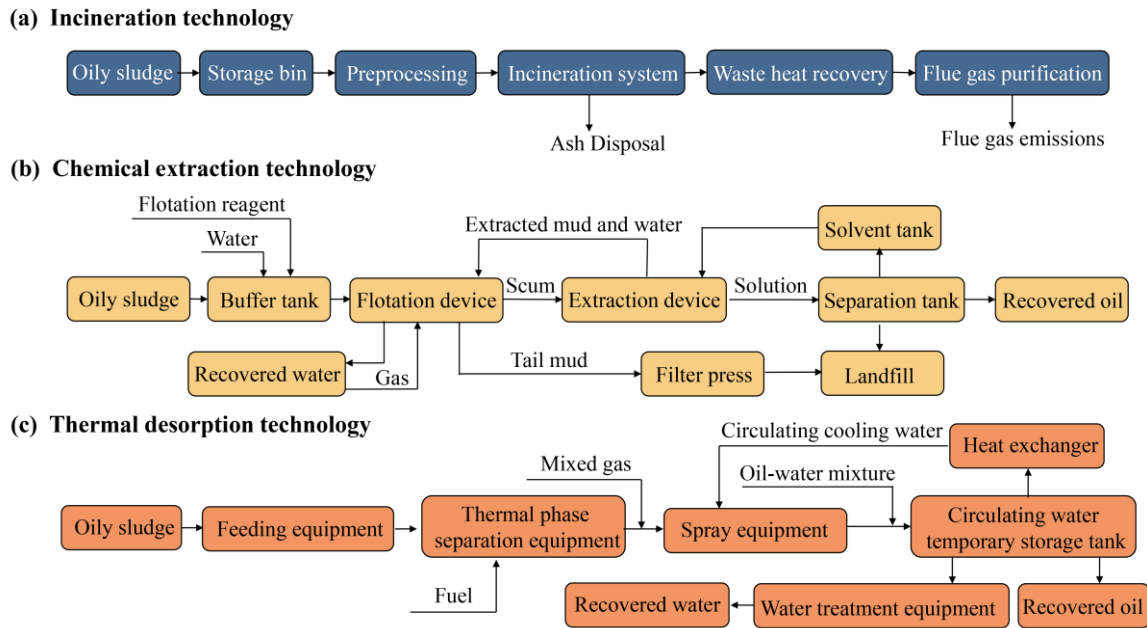 (a) Incineration technology
Oily sludge
Storage bin
Preprocessing
Incineration system
Waste heat recovery
Flue gas purification
Ash Disposal
Flue gas emissions
(b) Chemical extraction technology
Flotation reagent
Water
Extracted mud and water
Solvent tank
Oily sludge
Buffer tank
Flotation device
Scum
Extraction device
Solution
Separation tank
Recovered oil
Recovered water
Gas
Tail mud
Filter press
Landfill
(c) Thermal desorption technology
Circulating cooling water
Heat exchanger
Mixed gas
Oil-water mixture
Oily sludge
Feeding equipment
Thermal phase
separation equipment
Spray equipment
Circulating water
temporary storage tank
Fuel
Recovered water
Water treatment equipment
Recovered oil